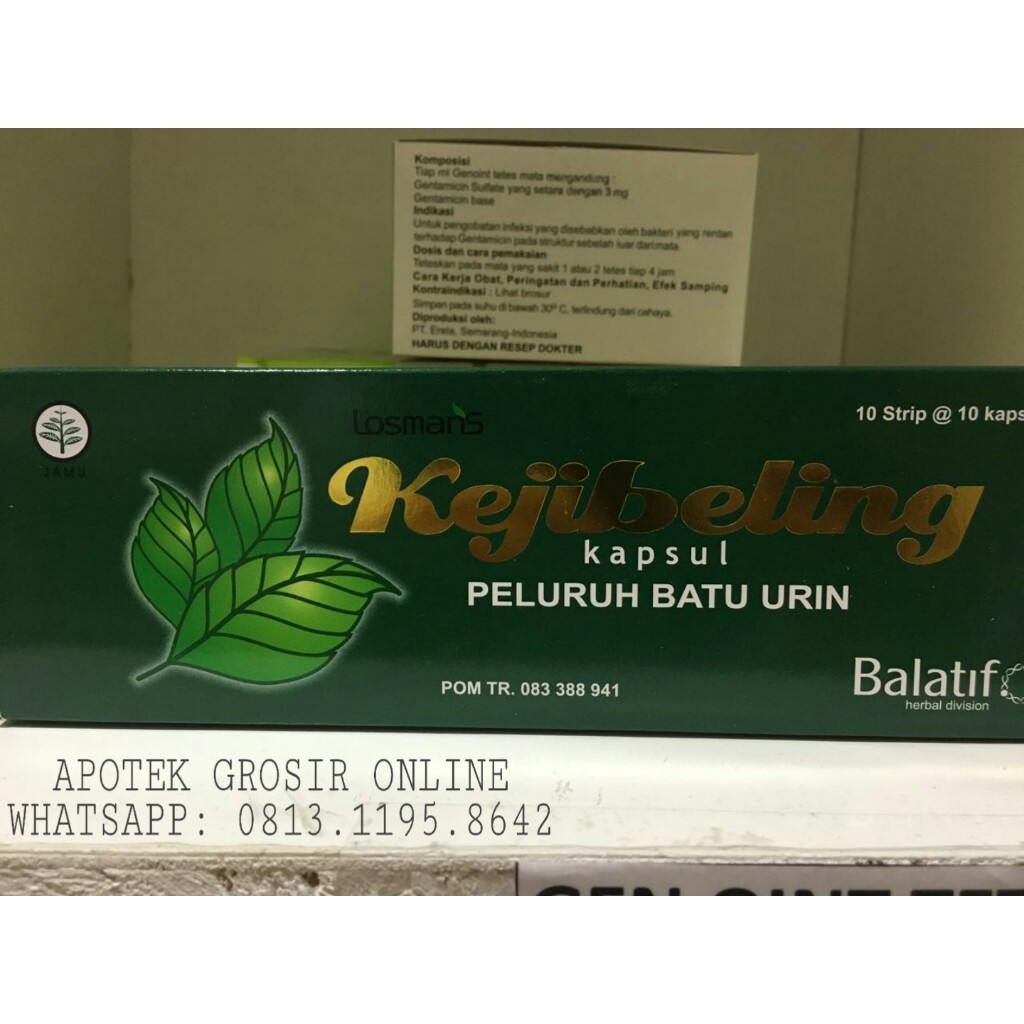 Komposisi
Tiap ml Genoint tetes mata mengandung :
Gentamicin Sulfate yang setara dengan 3 mg
Gentamicin base
Indikasi
Untuk pengobatan infeksi yang disebabkan oleh bakteri yang rentan
terhadap Gentamicin pada struktur sebelah luar dari mata.
Dosis dan cara pemakaian
Teteskan pada mata yang sakit 1 atau 2 tetes tiap 4 jam
Cara Kerja Obat, Peringatan dan Perhatian, Efek Samping
Kontraindikasi : Lihat brosur
Simpan pada suhu di bawah 30° C, terlindung dari cahaya.
Diproduksi oleh:
PT. Erela, Semarang-Indonesia
HARUS DENGAN RESEP DOKTER
JAMU
Losmans
10 Strip @ 10 kaps
Kejibeling
kapsul
PELURUH BATU URIN
POM TR. 083 388 941
Balatif
herbal division
APOTEK GROSIR ONLINE
WHATSAPP: 0813.1195.8642